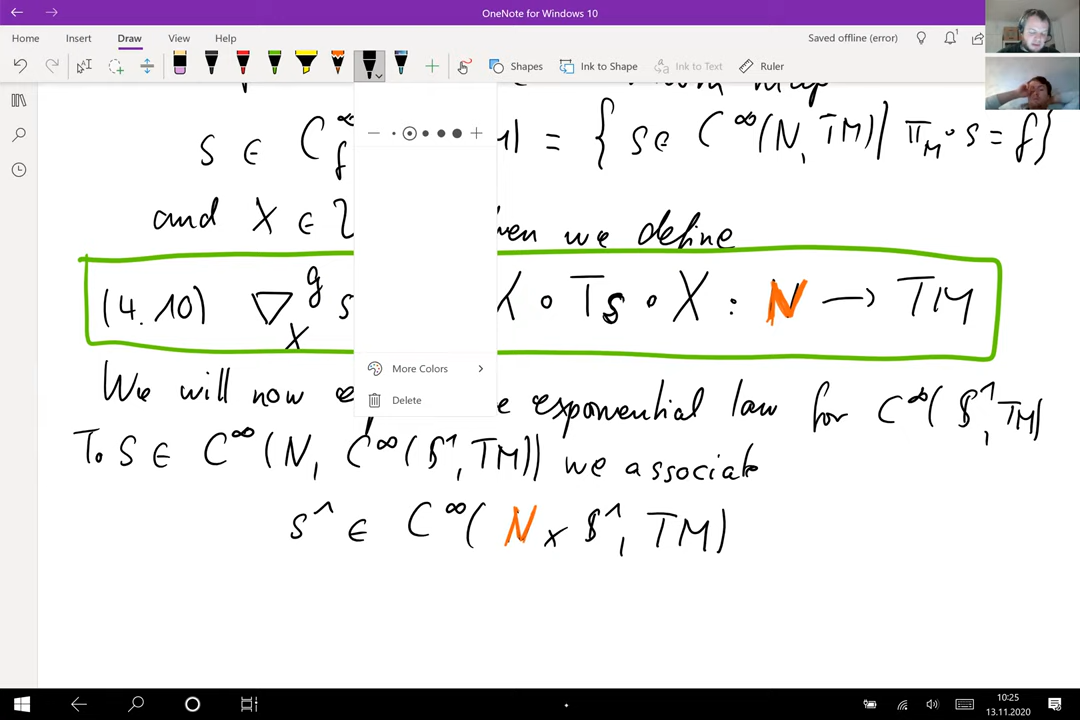 OneNote for Windows 10
Home Insert Draw View Help
Saved offline (error)
Shapes Ink to Shape Ink to Text Ruler
S ∈ C^∞_f M) = { s∈ C^∞(N, TM) | π_M ∘ s = f}
and X ∈ we define
(4.10) ∇^g_X s ∘ Ts ∘ X : N → TM
We will now exponential law for C^∞(S^1, TM)
To S ∈ C^∞(N, C^∞(S^1, TM)) we associate
s^∧ ∈ C^∞(N × S^1, TM)
More Colors
Delete
10:25
13.11.2020